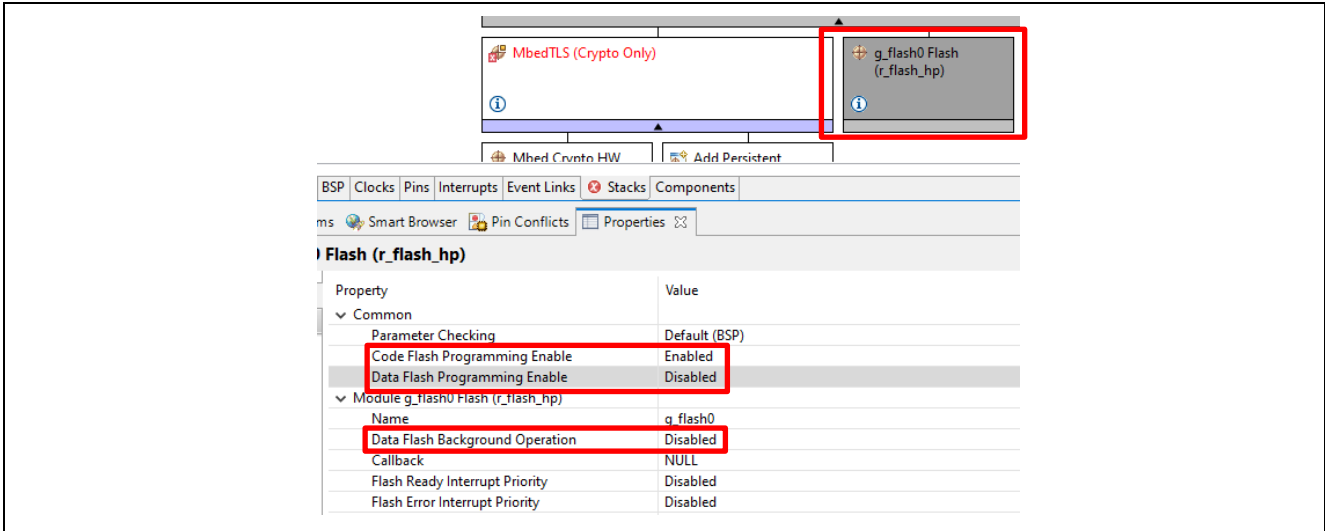 MbedTLS (Crypto Only)
g_flash0 Flash
(r_flash_hp)
Mbed Crypto HW
Add Persistent
BSP Clocks Pins Interrupts Event Links Stacks Components
ms Smart Browser Pin Conflicts Properties
Flash (r_flash_hp)
Property Value
Common
Parameter Checking Default (BSP)
Code Flash Programming Enable Enabled
Data Flash Programming Enable Disabled
Module g_flash0 Flash (r_flash_hp)
Name g_flash0
Data Flash Background Operation Disabled
Callback NULL
Flash Ready Interrupt Priority Disabled
Flash Error Interrupt Priority Disabled